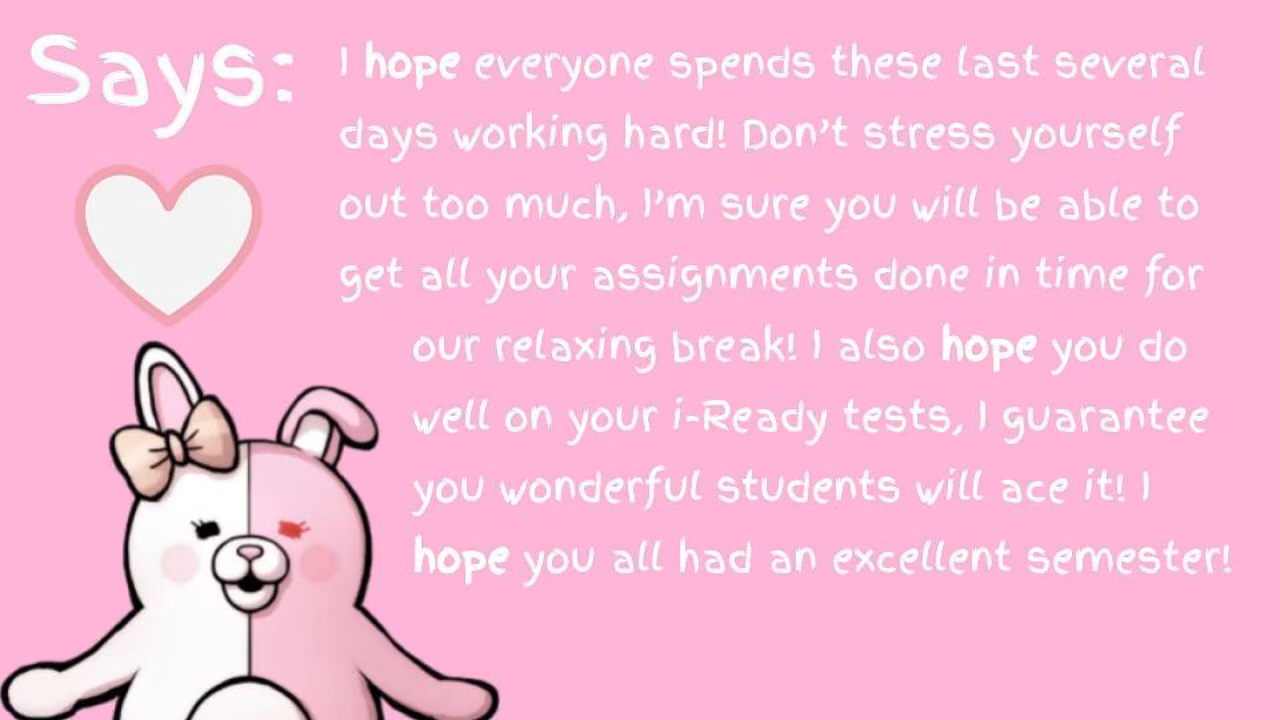 Says:
I hope everyone spends these last several
days working hard! Don't stress yourself
out too much, I'm sure you will be able to
get all your assignments done in time for
our relaxing break! I also hope you do
well on your i-Ready tests, I guarantee
you wonderful students will ace it! I
hope you all had an excellent semester!